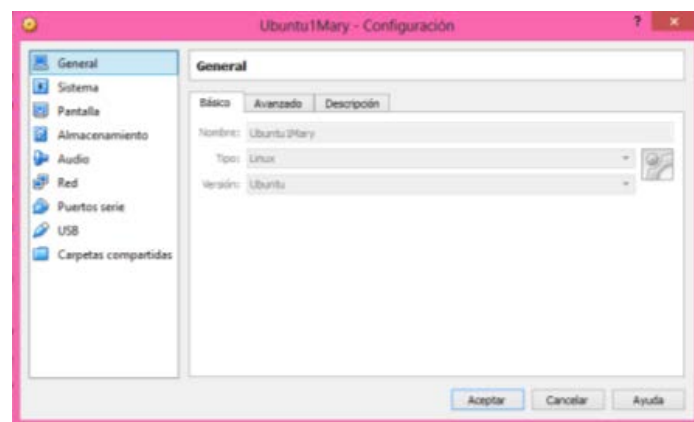 Ubuntu1Mary - Configuración
?
General
Sistema
Pantalla
Almacenamiento
Audio
Red
Puertos serie
USB
Carpetas compartidas
General
Básico Avanzado Descripción
Nombre: Ubuntu1Mary
Tipo: Linux
Versión: Ubuntu
Aceptar Cancelar Ayuda